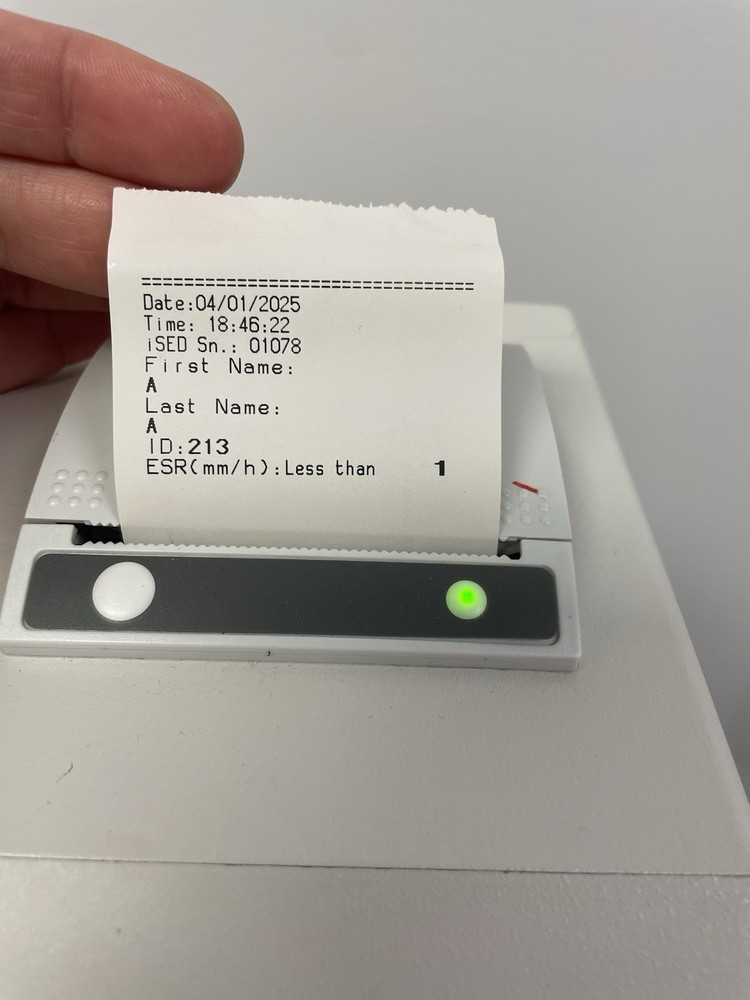 ===============================
Date:04/01/2025
Time: 18:46:22
iSED Sn.: 01078
First Name:
A
Last Name:
A
ID:213
ESR(mm/h):Less than 1